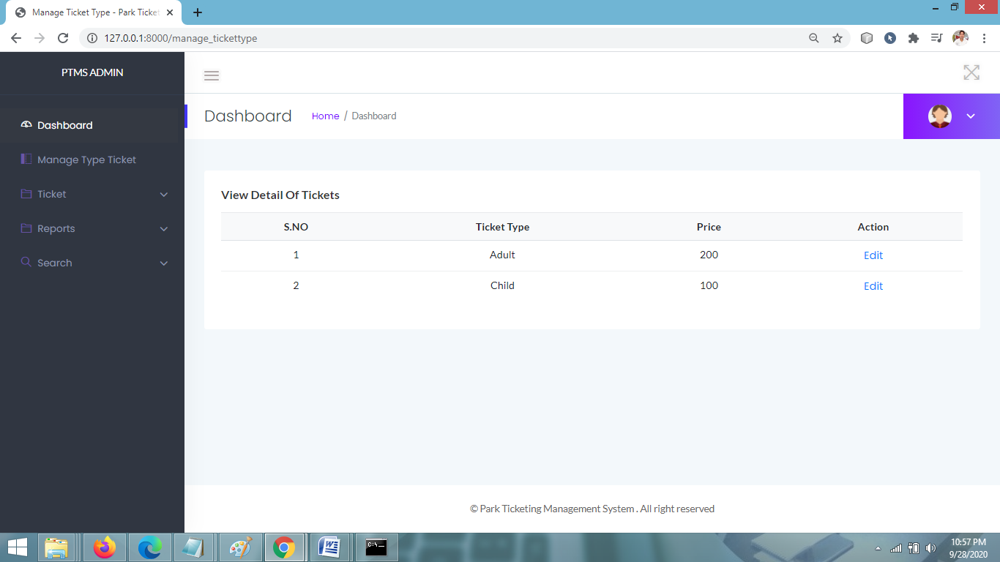 Manage Ticket Type - Park Ticket
127.0.0.1:8000/manage_tickettype
PTMS ADMIN
Dashboard
Manage Type Ticket
Ticket
Reports
Search
Dashboard Home / Dashboard
View Detail Of Tickets
S.NO Ticket Type Price Action
1 Adult 200 Edit
2 Child 100 Edit
© Park Ticketing Management System . All right reserved
10:57 PM
9/28/2020